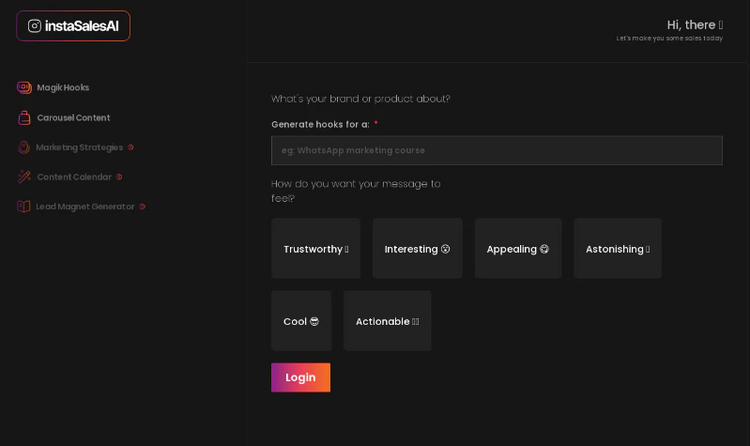 instaSalesAI
Hi, there
Let's make you some sales today
Magik Hooks
Carousel Content
Marketing Strategies
Content Calendar
Lead Magnet Generator
What's your brand or product about?
Generate hooks for a: *
eg: WhatsApp marketing course
How do you want your message to
feel?
Trustworthy
Interesting 😮
Appealing 😋
Astonishing
Cool 😎
Actionable
Login